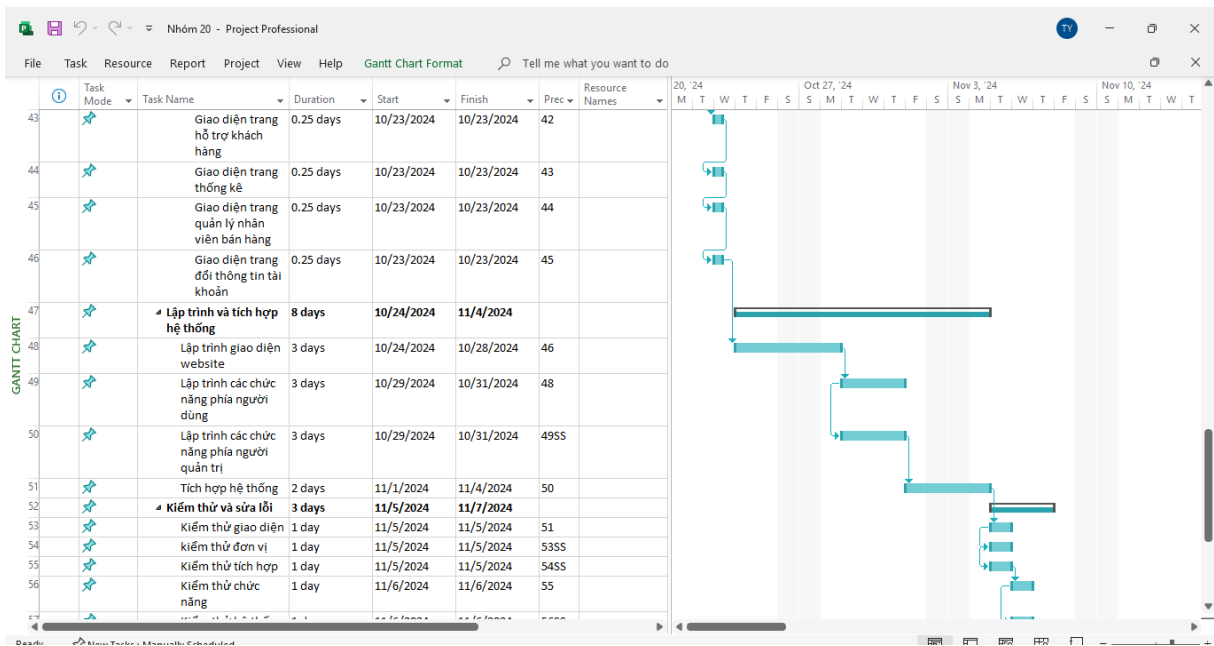 Nhóm 20 - Project Professional
TY
File Task Resource Report Project View Help Gantt Chart Format Tell me what you want to do
Task Mode Task Name Duration Start Finish Prec Resource Names
20, '24 Oct 27, '24 Nov 3, '24 Nov 10, '24
M T W T F S S M T W T F S S M T W T F S S M T W T
43 Giao diện trang hỗ trợ khách hàng 0.25 days 10/23/2024 10/23/2024 42
44 Giao diện trang thống kê 0.25 days 10/23/2024 10/23/2024 43
45 Giao diện trang quản lý nhân viên bán hàng 0.25 days 10/23/2024 10/23/2024 44
46 Giao diện trang đổi thông tin tài khoản 0.25 days 10/23/2024 10/23/2024 45
47 Lập trình và tích hợp hệ thống 8 days 10/24/2024 11/4/2024
48 Lập trình giao diện website 3 days 10/24/2024 10/28/2024 46
49 Lập trình các chức năng phía người dùng 3 days 10/29/2024 10/31/2024 48
50 Lập trình các chức năng phía người quản trị 3 days 10/29/2024 10/31/2024 49SS
51 Tích hợp hệ thống 2 days 11/1/2024 11/4/2024 50
52 Kiểm thử và sửa lỗi 3 days 11/5/2024 11/7/2024
53 Kiểm thử giao diện 1 day 11/5/2024 11/5/2024 51
54 kiểm thử đơn vị 1 day 11/5/2024 11/5/2024 53SS
55 Kiểm thử tích hợp 1 day 11/5/2024 11/5/2024 54SS
56 Kiểm thử chức năng 1 day 11/6/2024 11/6/2024 55
GANTT CHART
Ready New Tasks : Manually Scheduled